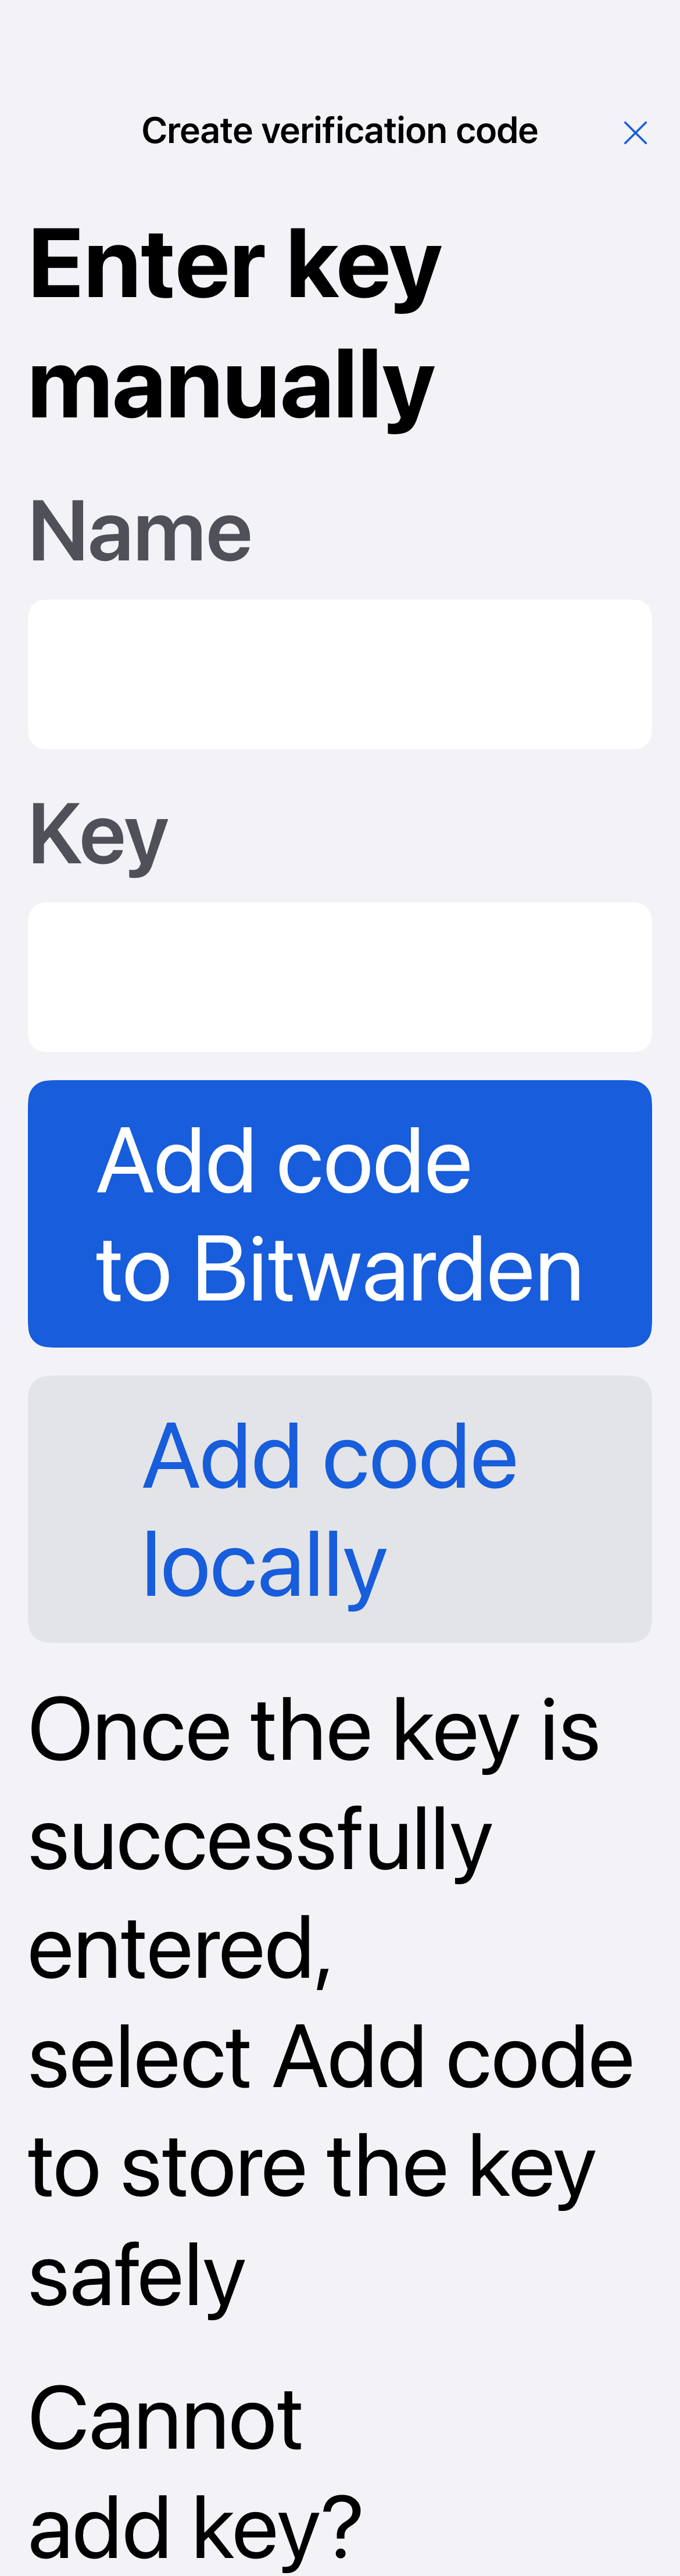 Create verification code
Enter key
manually
Name
Key
Add code
to Bitwarden
Add code
locally
Once the key is
successfully
entered,
select Add code
to store the key
safely
Cannot
add key?